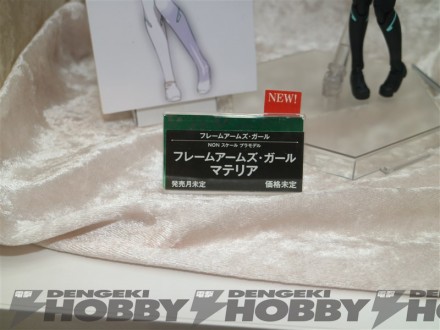 NEW!
フレームアームズ・ガール
NON スケール プラモデル
フレームアームズ・ガール
マテリア
発売月未定 価格未定
DENGEKI HOBBY DENGEKI HOBBY DENGEKI HOBBY